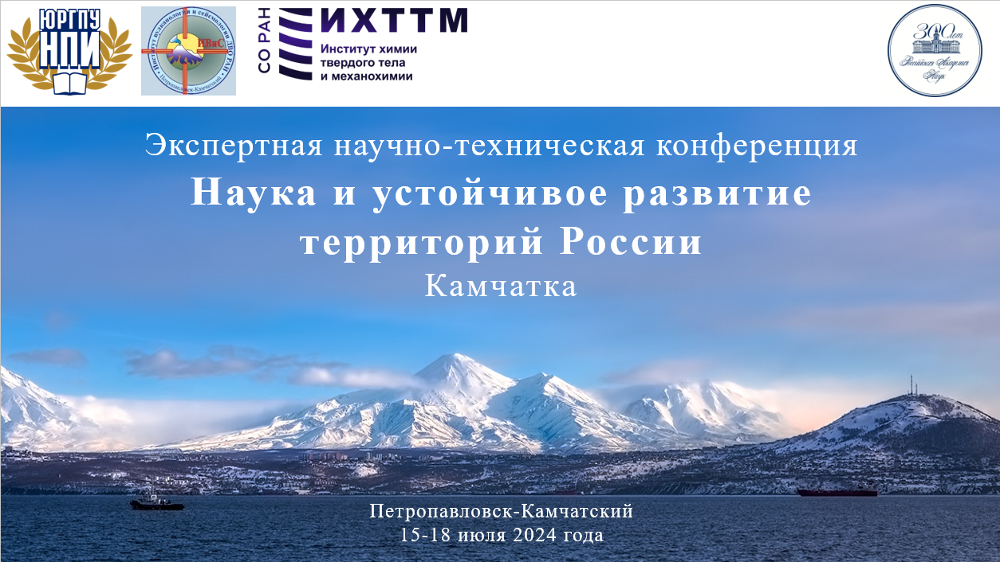 ЮРГПУ
НПИ
Институт вулканологии и сейсмологии ДВО РАН
ИВиС
Петропавловск-Камчатский
СО РАН
ИХТТМ
Институт химии
твердого тела
и механохимии
300 лет
Российская Академия
Наук
Экспертная научно-техническая конференция
Наука и устойчивое развитие
территорий России
Камчатка
Петропавловск-Камчатский
15-18 июля 2024 года